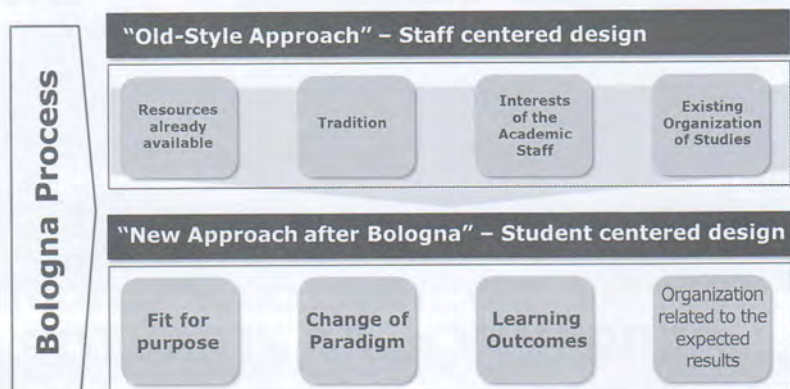 Bologna Process
“Old-Style Approach” – Staff centered design
Resources
already
available
Tradition
Interests
of the
Academic
Staff
Existing
Organization
of Studies
“New Approach after Bologna” – Student centered design
Fit for
purpose
Change of
Paradigm
Learning
Outcomes
Organization
related to the
expected
results